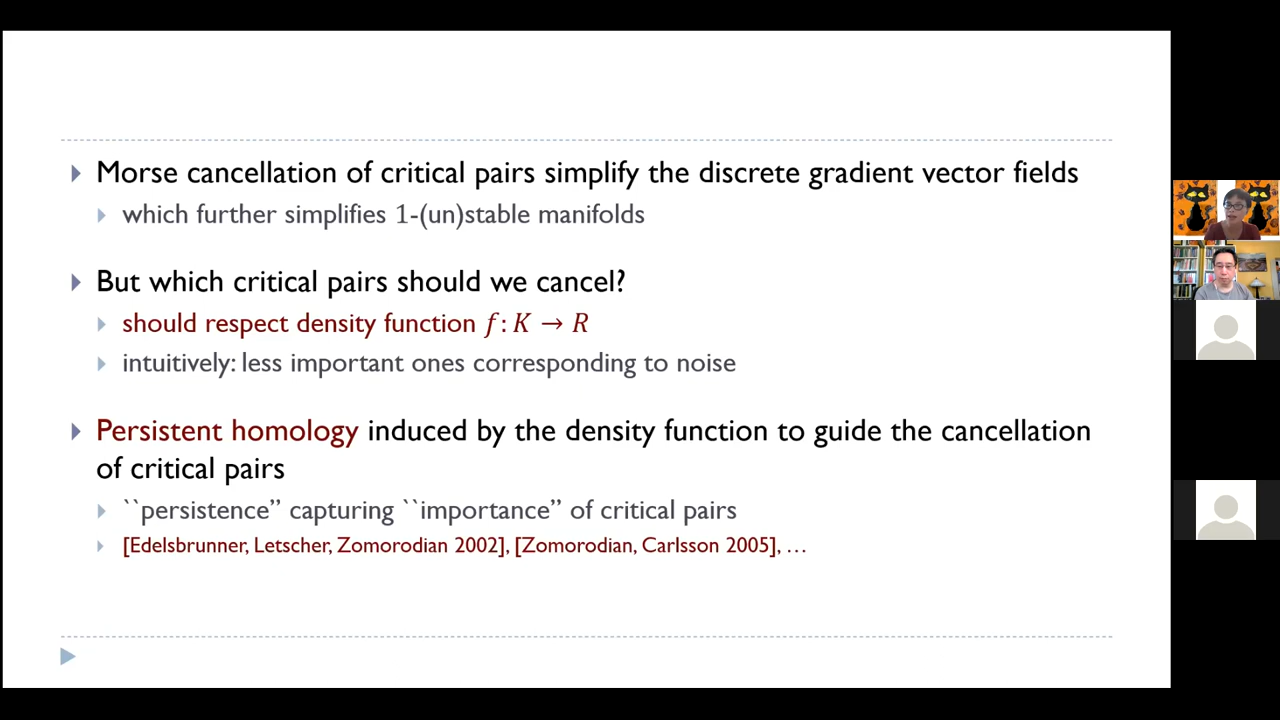 Morse cancellation of critical pairs simplify the discrete gradient vector fields
which further simplifies 1-(un)stable manifolds
But which critical pairs should we cancel?
should respect density function f: K → R
intuitively: less important ones corresponding to noise
Persistent homology induced by the density function to guide the cancellation
of critical pairs
``persistence” capturing ``importance” of critical pairs
[Edelsbrunner, Letscher, Zomorodian 2002], [Zomorodian, Carlsson 2005], …